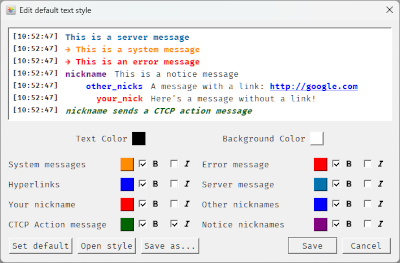 Edit default text style
[10:52:47] This is a server message
[10:52:47] → This is a system message
[10:52:47] → This is an error message
[10:52:47] nickname This is a notice message
[10:52:47] other_nicks A message with a link: http://google.com
[10:52:47] your_nick Here's a message without a link!
[10:52:47] nickname sends a CTCP action message
Text Color Background Color
System messages B I Error message B I
Hyperlinks B I Server message B I
Your nickname B I Other nicknames B I
CTCP Action message B I Notice nicknames B I
Set default Open style Save as... Save Cancel